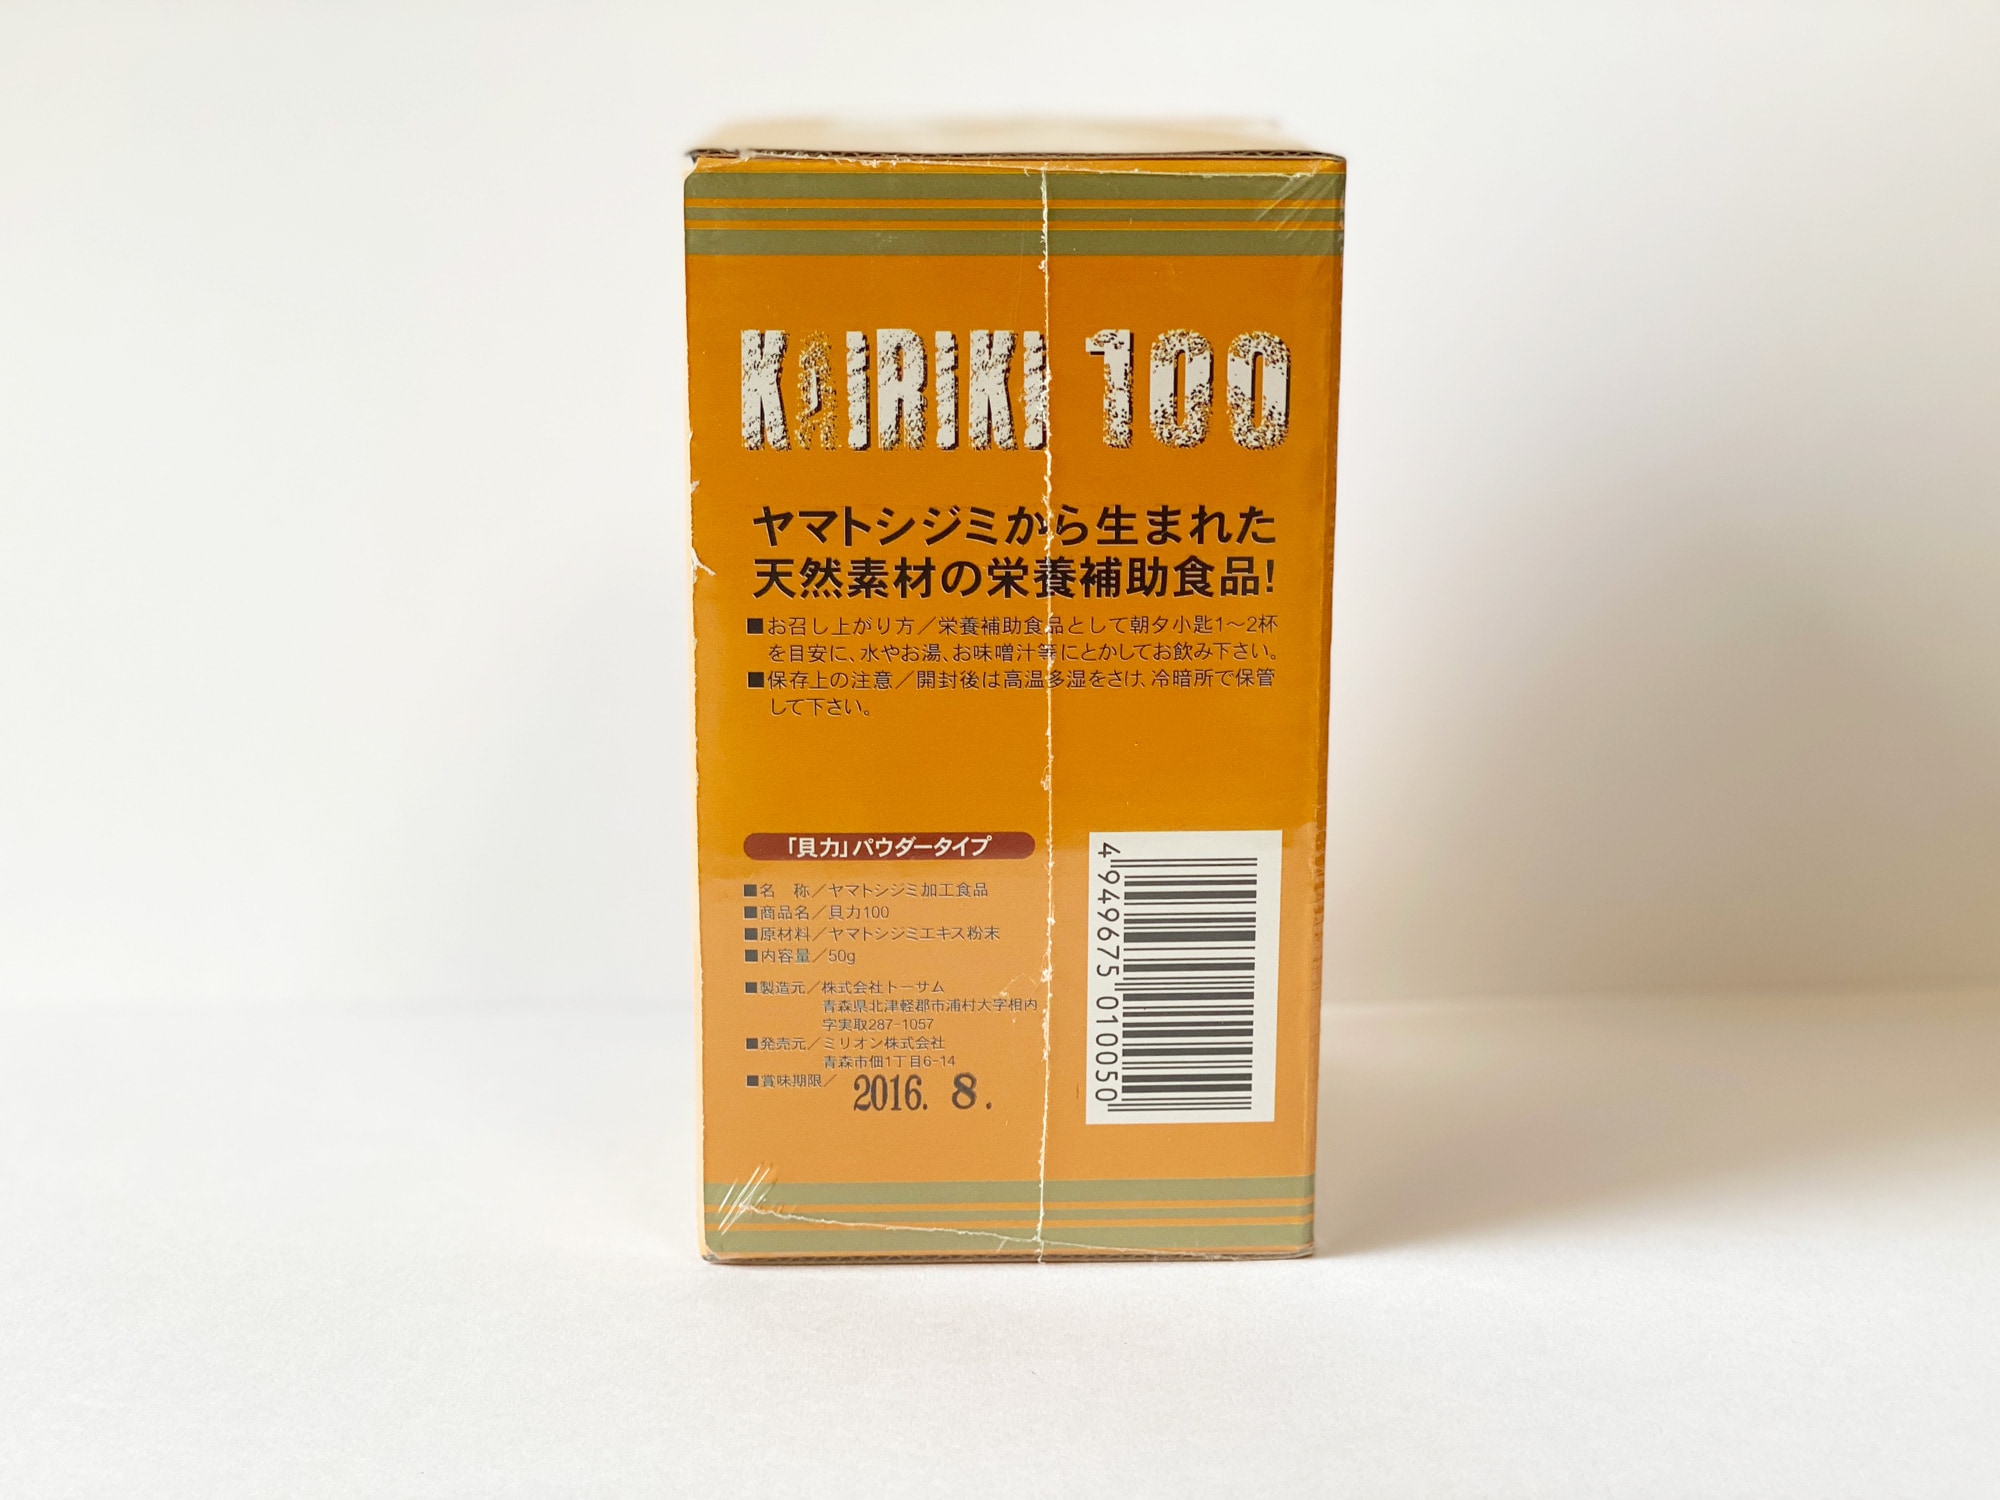 KAIRIKI 100
ヤマトシジミから生まれた
天然素材の栄養補助食品!
■お召し上がり方／栄養補助食品として朝夕小匙1〜2杯
を目安に、水やお湯、お味噌汁等にとかしてお飲み下さい。
■保存上の注意／開封後は高温多湿をさけ、冷暗所で保管
して下さい。
「貝力」パウダータイプ
■名　称／ヤマトシジミ加工食品
■商品名／貝力100
■原材料／ヤマトシジミエキス粉末
■内容量／50g
■製造元／株式会社トーサム
青森県北津軽郡市浦村大字相内
字実取287-1057
■発売元／ミリオン株式会社
青森市佃1丁目6-14
■賞味期限／
2016. 8.
4949675010050